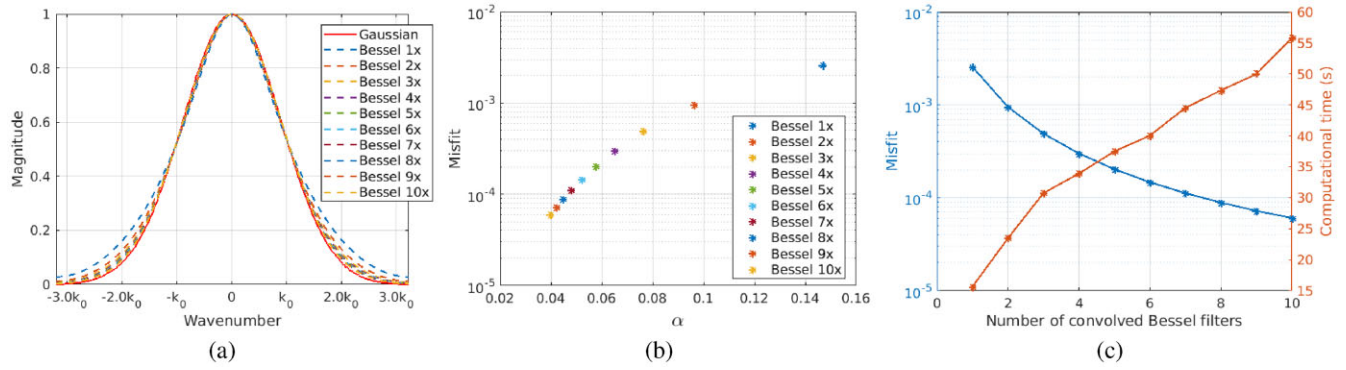 1
0.8
0.6
0.4
0.2
0
Magnitude
-3.0k0
-2.0k0
-k0
0
k0
2.0k0
3.0k0
Wavenumber
Gaussian
Bessel 1x
Bessel 2x
Bessel 3x
Bessel 4x
Bessel 5x
Bessel 6x
Bessel 7x
Bessel 8x
Bessel 9x
Bessel 10x
(a)
10-2
10-3
10-4
10-5
Misfit
0.02
0.04
0.06
0.08
0.1
0.12
0.14
0.16
α
Bessel 1x
Bessel 2x
Bessel 3x
Bessel 4x
Bessel 5x
Bessel 6x
Bessel 7x
Bessel 8x
Bessel 9x
Bessel 10x
(b)
10-2
10-3
10-4
10-5
Misfit
0
2
4
6
8
10
Number of convolved Bessel filters
60
55
50
45
40
35
30
25
20
15
Computational time (s)
(c)